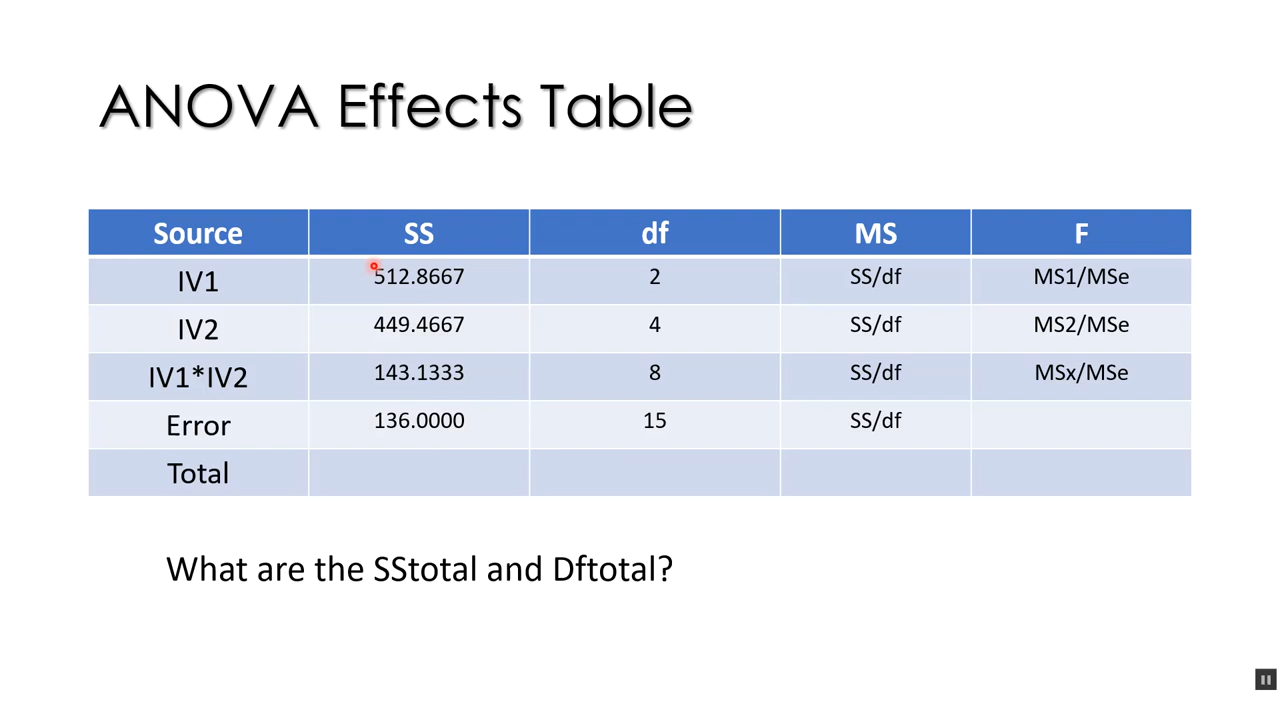 ANOVA Effects Table
Source SS df MS F
IV1 512.8667 2 SS/df MS1/MSe
IV2 449.4667 4 SS/df MS2/MSe
IV1*IV2 143.1333 8 SS/df MSx/MSe
Error 136.0000 15 SS/df
Total
What are the SStotal and Dftotal?